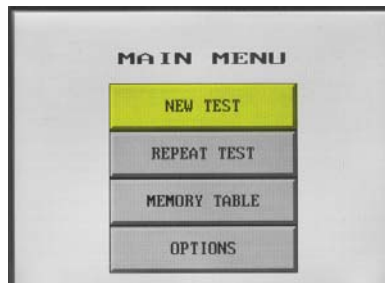 MAIN MENU
NEW TEST
REPEAT TEST
MEMORY TABLE
OPTIONS